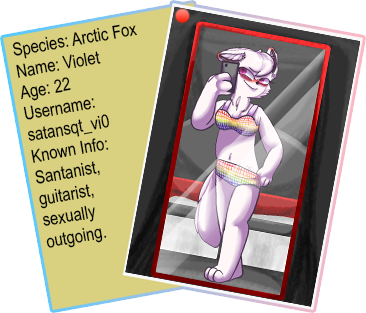 Species: Arctic Fox
Name: Violet
Age: 22
Username:
satansqt_vi0
Known Info:
Santanist,
guitarist,
sexually
outgoing.